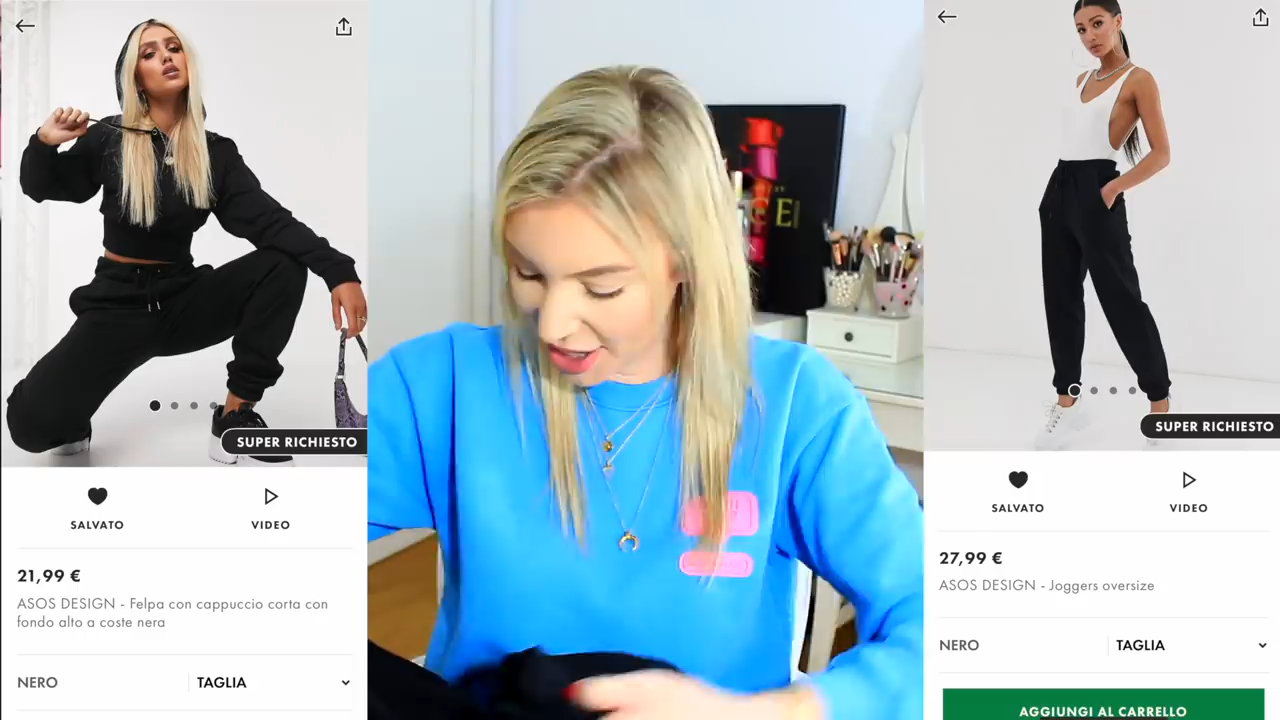 SUPER RICHIESTO
SALVATO
VIDEO
21,99 €
ASOS DESIGN - Felpa con cappuccio corta con
fondo alto a coste nera
NERO
TAGLIA
SUPER RICHIESTO
SALVATO
VIDEO
27,99 €
ASOS DESIGN - Joggers oversize
NERO
TAGLIA
AGGIUNGI AL CARRELLO